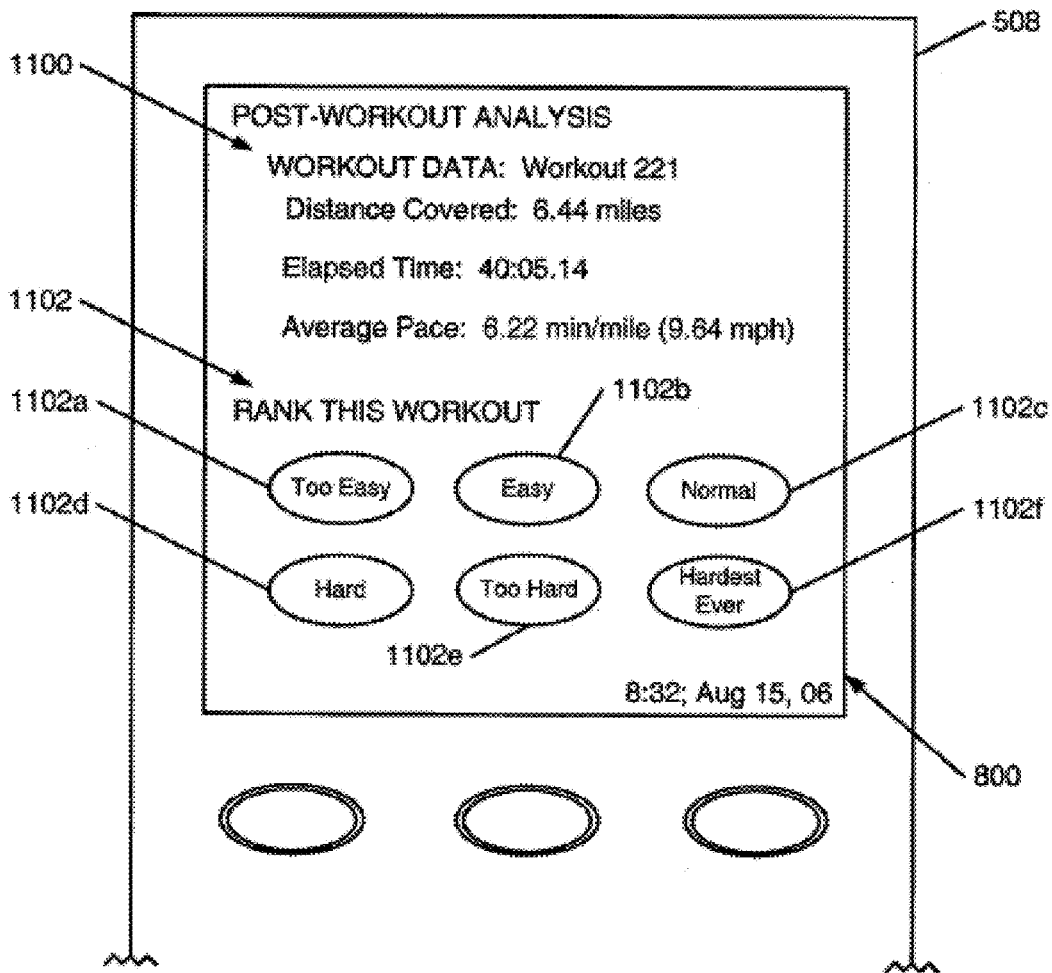 508
1100
POST-WORKOUT ANALYSIS
WORKOUT DATA: Workout 221
Distance Covered: 6.44 miles
Elapsed Time: 40:05.14
1102
Average Pace: 6.22 min/mile (9.64 mph)
1102a
RANK THIS WORKOUT
1102b
1102c
Too Easy
Easy
Normal
1102d
1102f
Hard
Too Hard
Hardest
Ever
1102e
8:32; Aug 15, 06
800